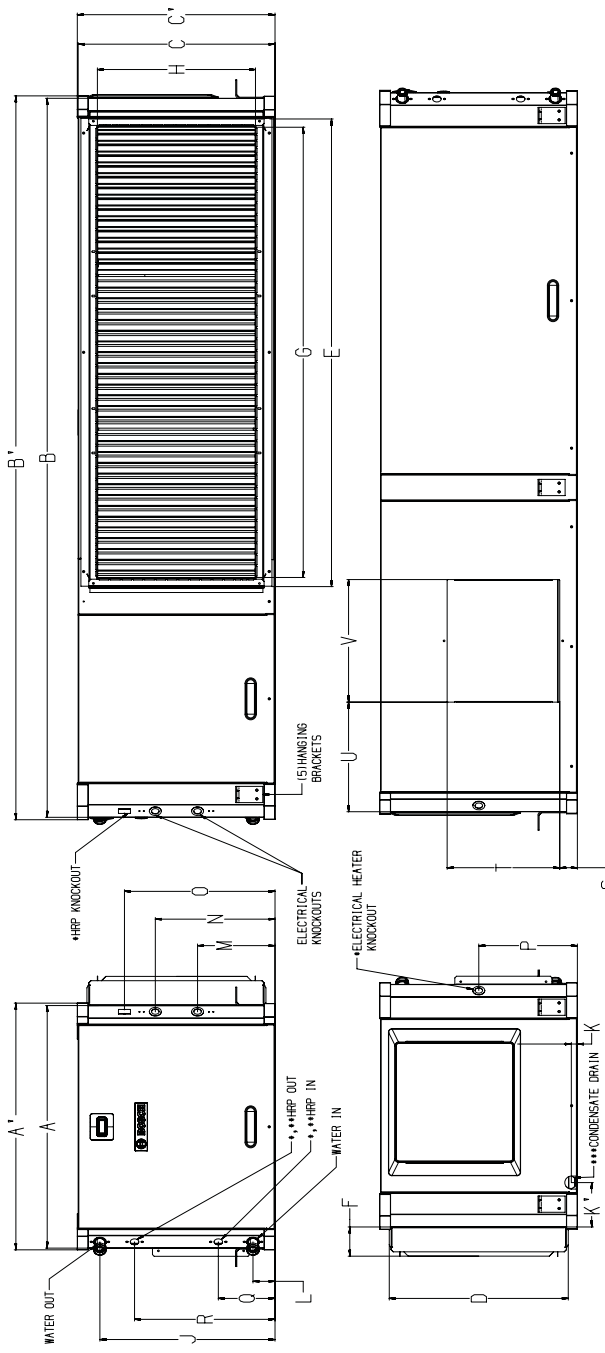 C'
C
H
B'
B
G
E
(5)HANGING
BRACKETS
*HRP KNOCKOUT
ELECTRICAL
KNOCKOUTS
O
N
M
A'
A
BOSCH
*,**HRP OUT
*,**HRP IN
WATER IN
WATER OUT
J
R
Q
L
V
U
T
*ELECTRICAL HEATER
KNOCKOUT
P
K
***CONDENSATE DRAIN
K'
F
D